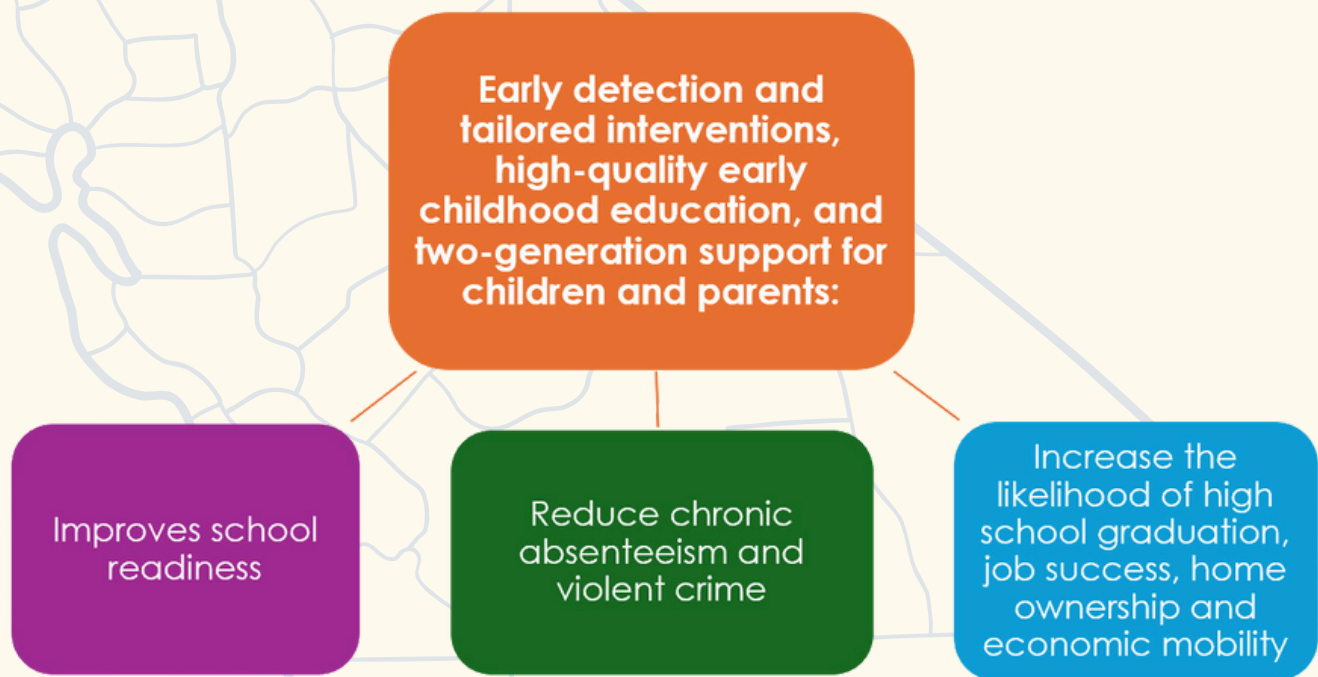 Early detection and
tailored interventions,
high-quality early
childhood education, and
two-generation support for
children and parents:
Improves school
readiness
Reduce chronic
absenteeism and
violent crime
Increase the
likelihood of high
school graduation,
job success, home
ownership and
economic mobility